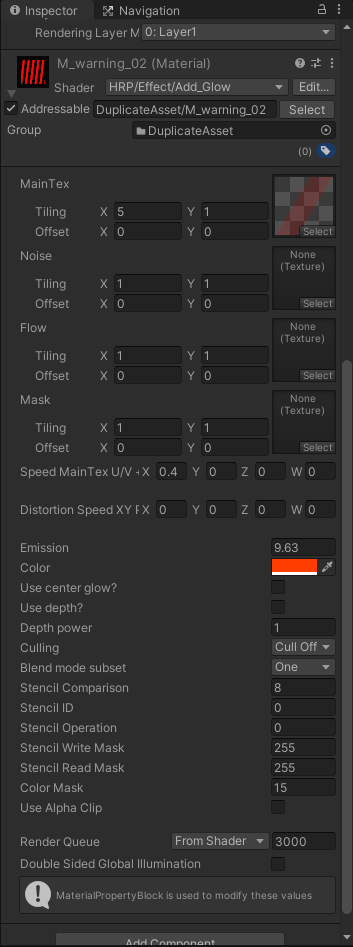 Inspector Navigation
Rendering Layer M 0: Layer1
M_warning_02 (Material)
Shader HRP/Effect/Add_Glow Edit...
Addressable DuplicateAsset/M_warning_02 Select
Group DuplicateAsset
(0)
MainTex
Tiling X 5 Y 1
Offset X 0 Y 0 Select
Noise None
(Texture)
Tiling X 1 Y 1
Offset X 0 Y 0 Select
Flow None
(Texture)
Tiling X 1 Y 1
Offset X 0 Y 0 Select
Mask None
(Texture)
Tiling X 1 Y 1
Offset X 0 Y 0 Select
Speed MainTex U/V + X 0.4 Y 0 Z 0 W 0
Distortion Speed XY F X 0 Y 0 Z 0 W 0
Emission 9.63
Color
Use center glow?
Use depth?
Depth power 1
Culling Cull Off
Blend mode subset One
Stencil Comparison 8
Stencil ID 0
Stencil Operation 0
Stencil Write Mask 255
Stencil Read Mask 255
Color Mask 15
Use Alpha Clip
Render Queue From Shader 3000
Double Sided Global Illumination
MaterialPropertyBlock is used to modify these values
Add Component